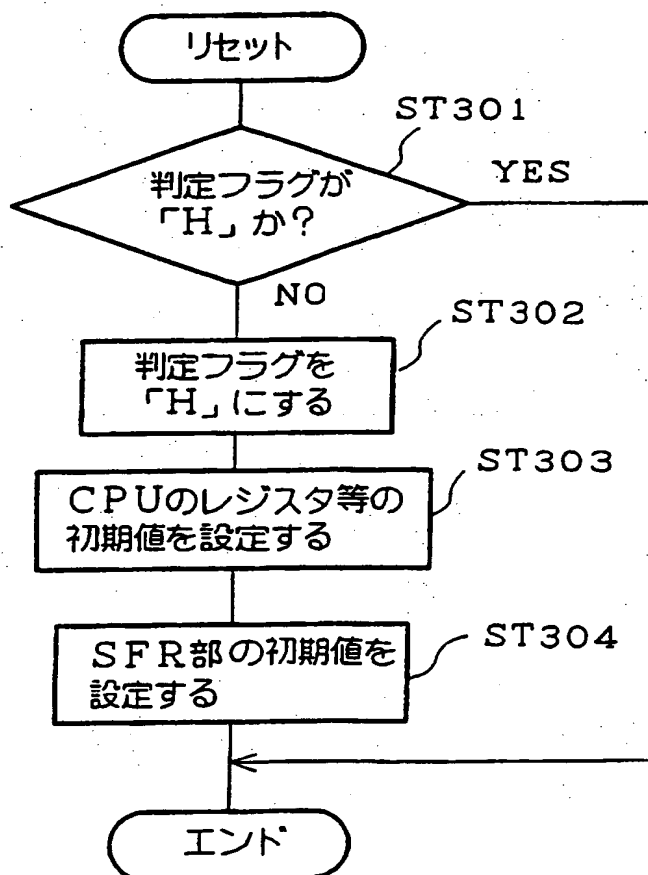 リセット
ST301
判定フラグが
「H」か?
YES
NO
ST302
判定フラグを
「H」にする
ST303
CPUのレジスタ等の
初期値を設定する
ST304
SFR部の初期値を
設定する
エンド